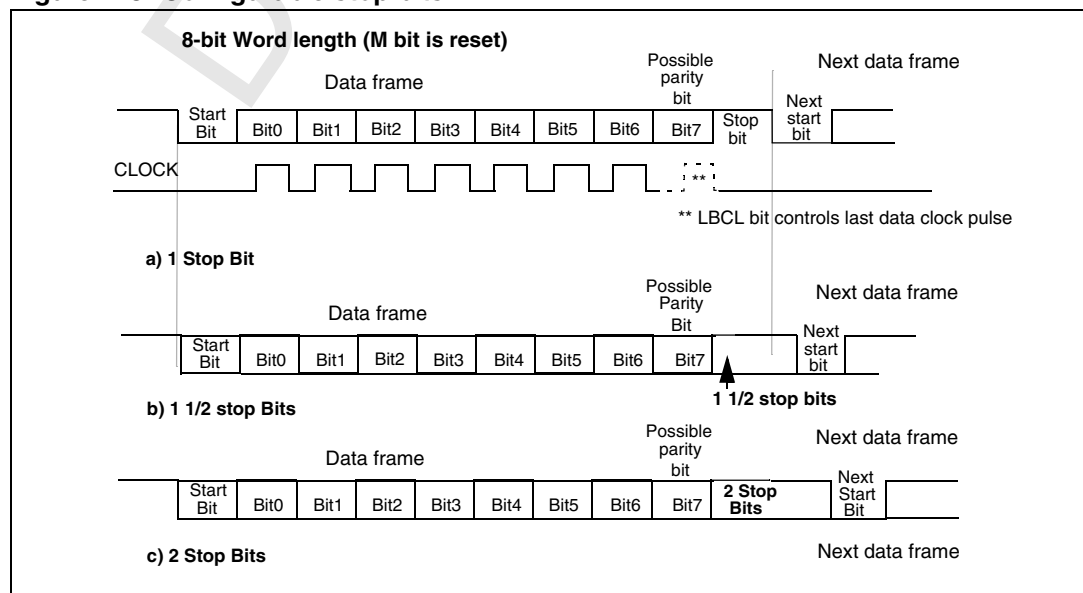 8-bit Word length (M bit is reset)
Possible
parity
bit
Next data frame
Data frame
Start
Bit
Bit0
Bit1
Bit2
Bit3
Bit4
Bit5
Bit6
Bit7
Stop
bit
Next
start
bit
CLOCK
**
** LBCL bit controls last data clock pulse
a) 1 Stop Bit
Possible
Parity
Bit
Next data frame
Data frame
Start
Bit
Bit0
Bit1
Bit2
Bit3
Bit4
Bit5
Bit6
Bit7
Next
start
bit
1 1/2 stop bits
b) 1 1/2 stop Bits
Possible
parity
bit
Next data frame
Data frame
Start
Bit
Bit0
Bit1
Bit2
Bit3
Bit4
Bit5
Bit6
Bit7
2 Stop
Bits
Next
Start
Bit
c) 2 Stop Bits
Next data frame